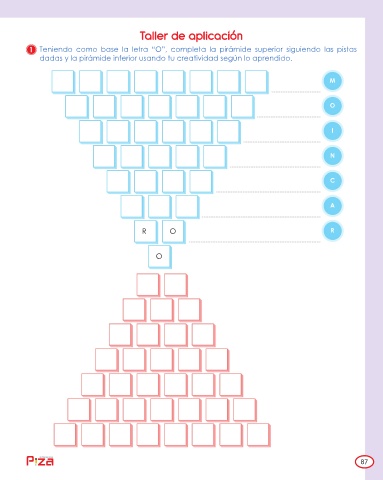 Taller de aplicación
1 Teniendo como base la letra “O”, completa la pirámide superior siguiendo las pistas
dadas y la pirámide inferior usando tu creatividad según lo aprendido.
M
O
I
N
C
A
R O R
O
Piza
87